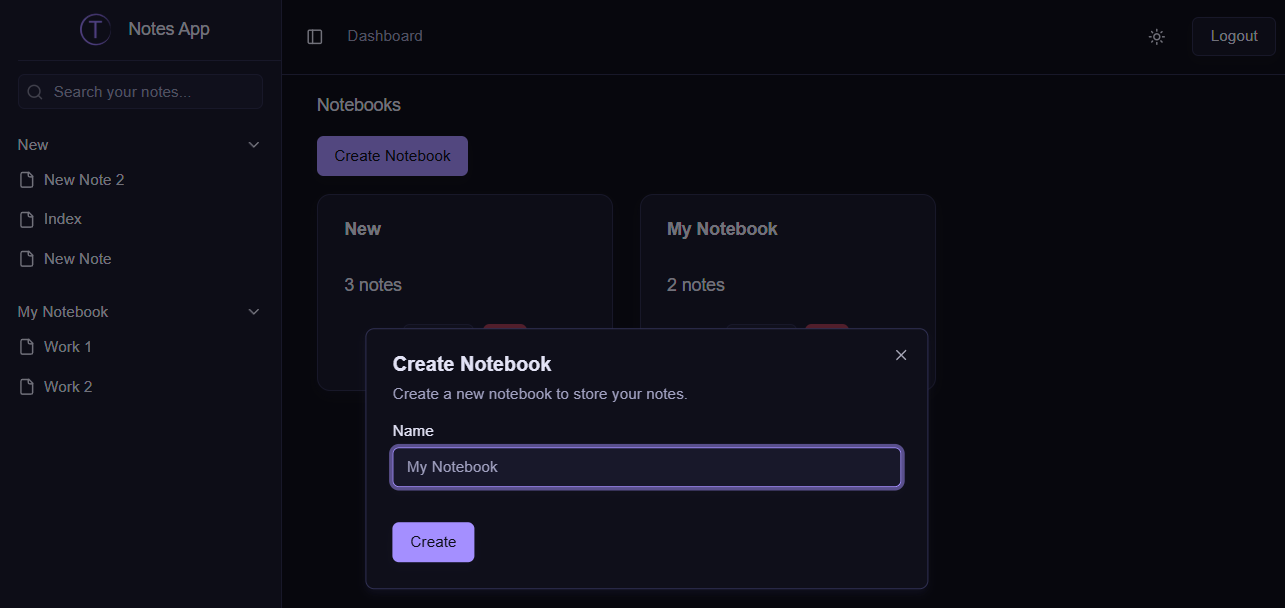 T Notes App
Search your notes...
New
New Note 2
Index
New Note
My Notebook
Work 1
Work 2
Dashboard
Logout
Notebooks
Create Notebook
New
3 notes
My Notebook
2 notes
Create Notebook
Create a new notebook to store your notes.
Name
My Notebook
Create